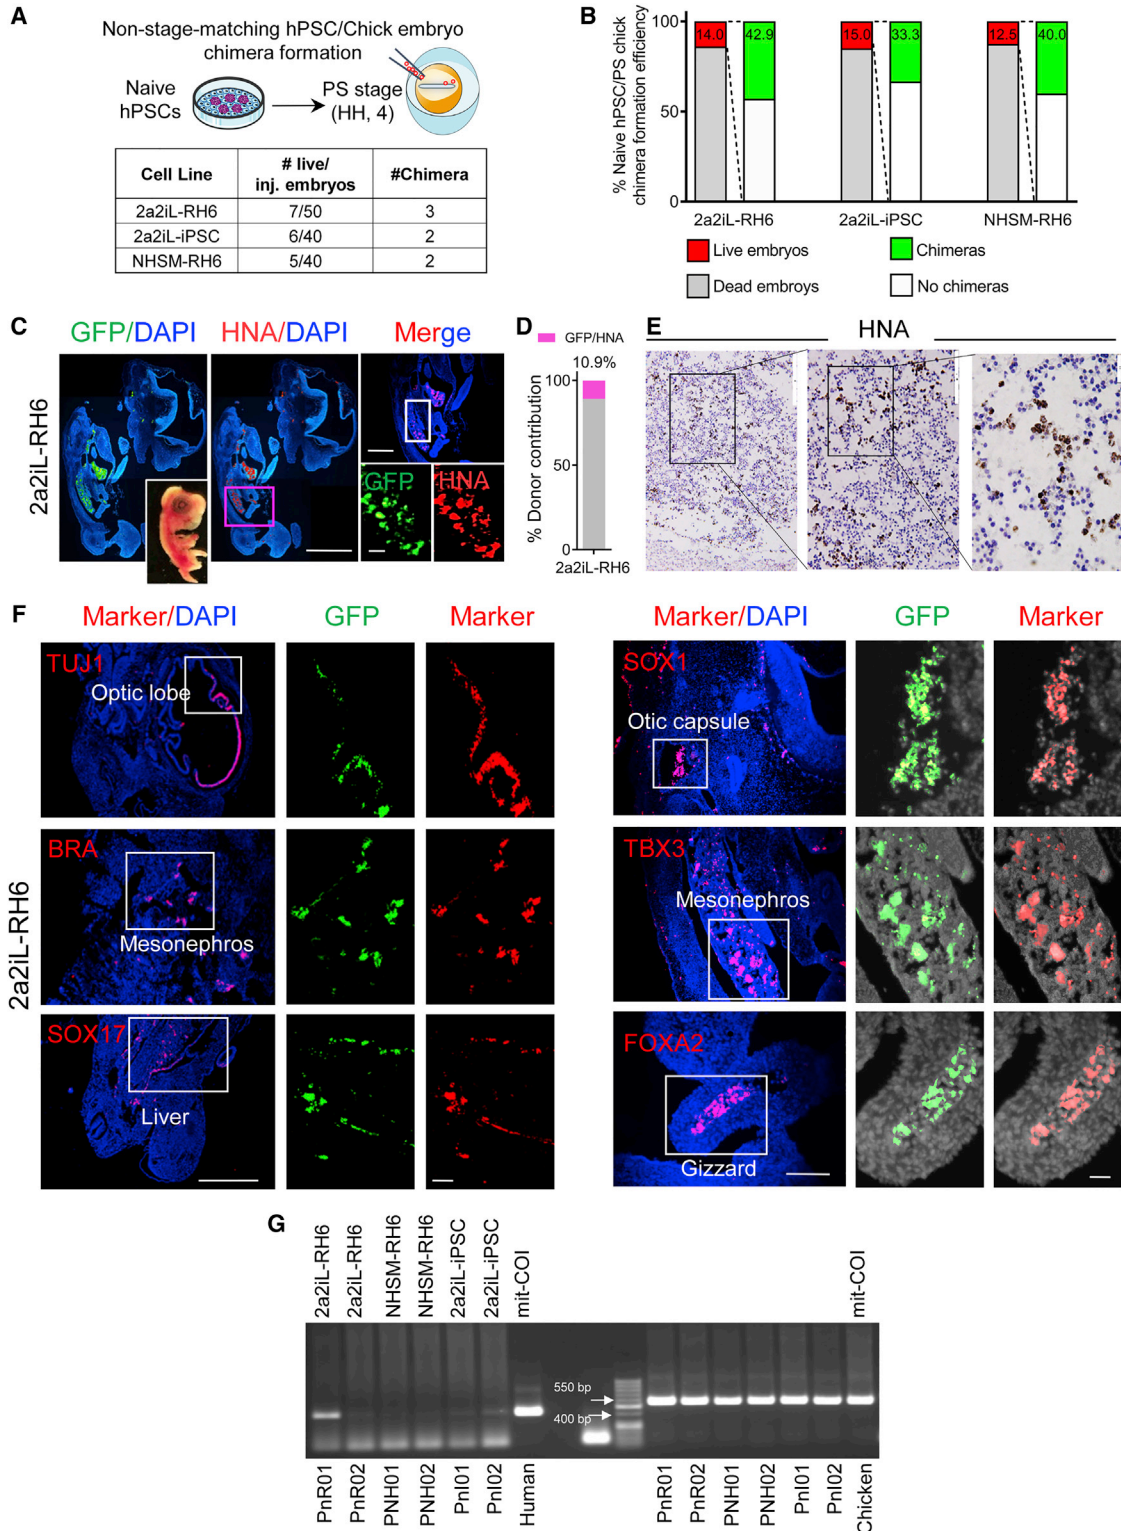 A
Non-stage-matching hPSC/Chick embryo
chimera formation
Naive
hPSCs
PS stage
(HH, 4)
Cell Line
# live/
inj. embryos
#Chimera
2a2iL-RH6 7/50 3
2a2iL-iPSC 6/40 2
NHSM-RH6 5/40 2
B
% Naive hPSC/PS chick
chimera formation efficiency
100
50
0
14.0 42.9 15.0 33.3 12.5 40.0
2a2iL-RH6 2a2iL-iPSC NHSM-RH6
Live embryos
Chimeras
Dead embroys
No chimeras
C
GFP/DAPI HNA/DAPI Merge
2a2iL-RH6
GFP HNA
D
GFP/HNA
10.9%
% Donor contribution
100
50
0
2a2iL-RH6
E
HNA
F
Marker/DAPI GFP Marker
Marker/DAPI GFP Marker
2a2iL-RH6
TUJ1
Optic lobe
BRA
Mesonephros
SOX17
Liver
SOX1
Otic capsule
TBX3
Mesonephros
FOXA2
Gizzard
G
2a2iL-RH6 2a2iL-RH6 NHSM-RH6 NHSM-RH6 2a2iL-iPSC 2a2iL-iPSC mit-COI mit-COI
550 bp
400 bp
PnR01 PnR02 PNH01 PNH02 PnI01 PnI02 Human PnR01 PnR02 PNH01 PNH02 PnI01 PnI02 Chicken